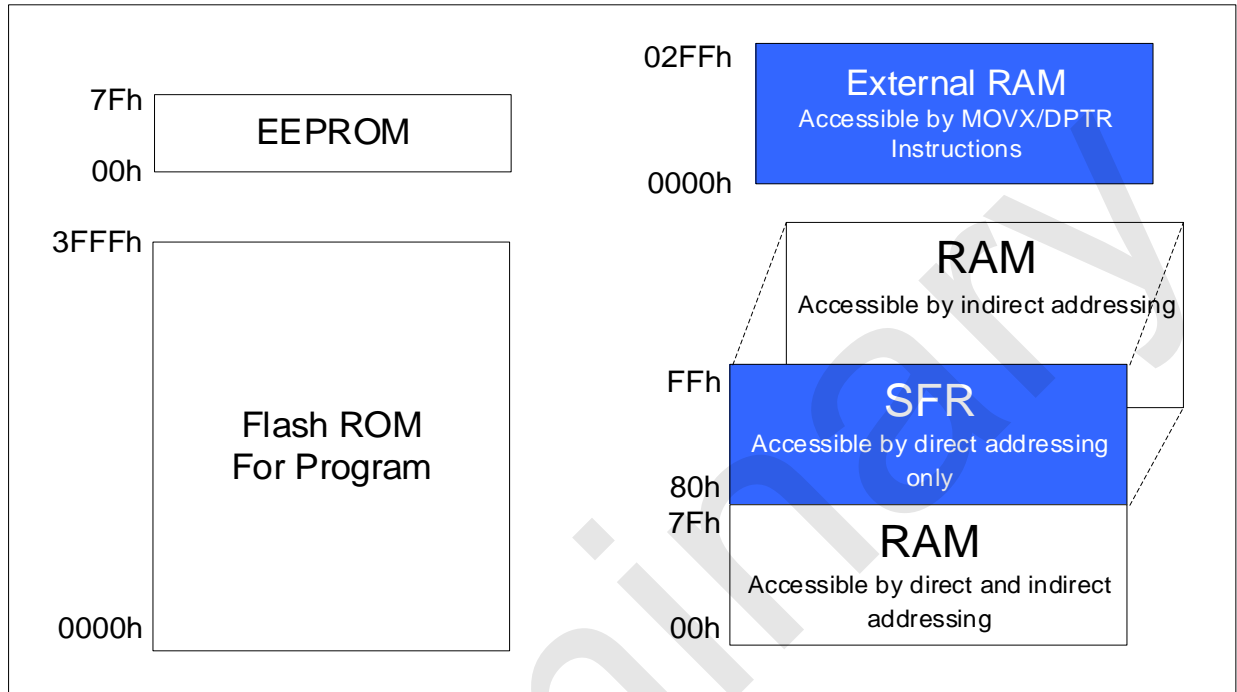 7Fh
EEPROM
00h
3FFFh
Flash ROM
For Program
0000h
02FFh
External RAM
Accessible by MOVX/DPTR
Instructions
0000h
RAM
Accessible by indirect addressing
FFh
SFR
Accessible by direct addressing
only
80h
7Fh
RAM
Accessible by direct and indirect
addressing
00h
inary